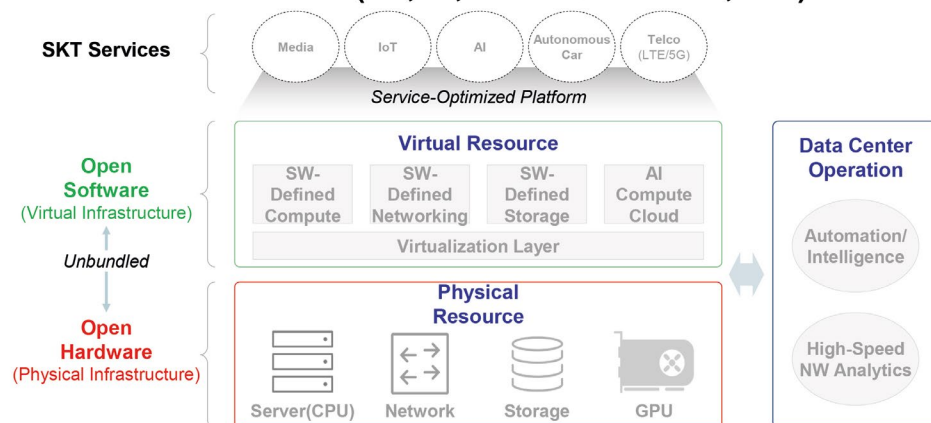 SKT Services
Media
IoT
AI
Autonomous
Car
Telco
(LTE/5G)
Service-Optimized Platform
Open
Software
(Virtual Infrastructure)
Unbundled
Open
Hardware
(Physical Infrastructure)
Virtual Resource
SW-
Defined
Compute
SW-
Defined
Networking
SW-
Defined
Storage
AI
Compute
Cloud
Virtualization Layer
Physical
Resource
Server(CPU)
Network
Storage
GPU
Data Center
Operation
Automation/
Intelligence
High-Speed
NW Analytics